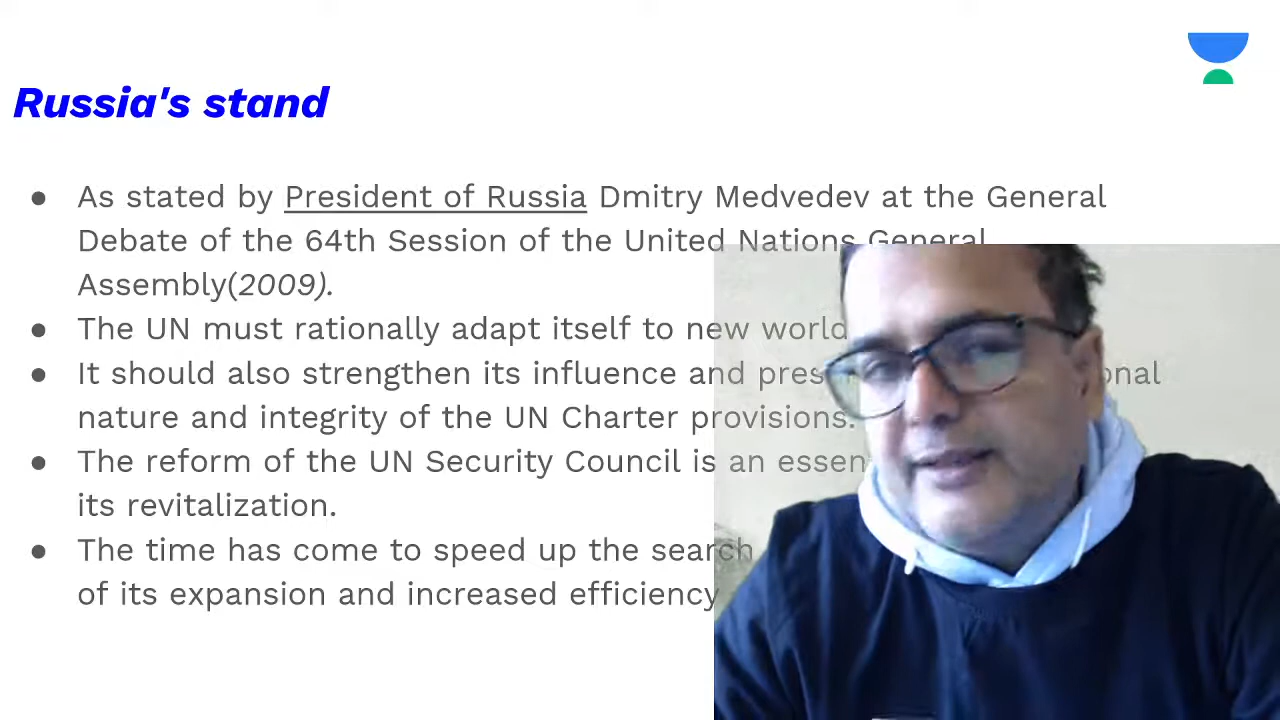 Russia's stand
● As stated by President of Russia Dmitry Medvedev at the General
Debate of the 64th Session of the United Nations General
Assembly(2009).
● The UN must rationally adapt itself to new world
● It should also strengthen its influence and
nature and integrity of the UN Charter provisions.
● The reform of the UN Security Council is an
its revitalization.
● The time has come to speed up the search
of its expansion and increased efficiency